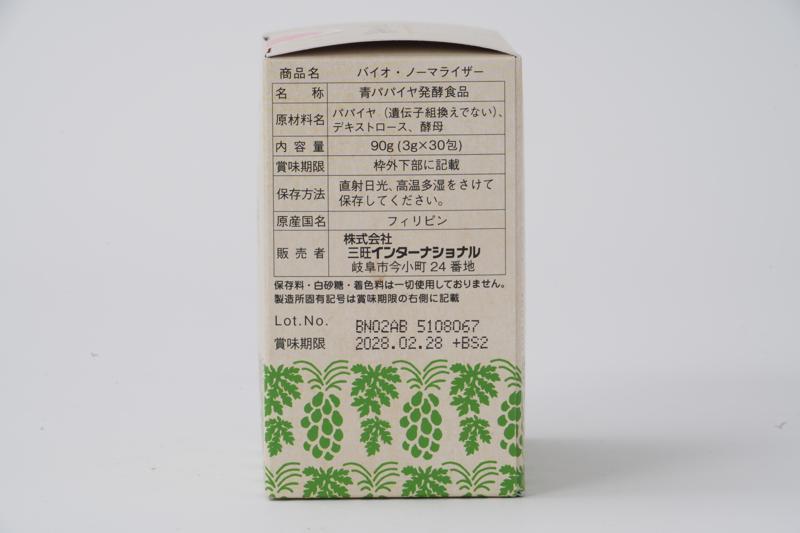 商品名 バイオ・ノーマライザー
名称 青パパイヤ発酵食品
原材料名 パパイヤ（遺伝子組換えでない）、
デキストロース、酵母
内容量 90g (3g×30包)
賞味期限 枠外下部に記載
保存方法 直射日光、高温多湿をさけて
保存してください。
原産国名 フィリピン
販売者 株式会社
三旺インターナショナル
岐阜市今小町24番地
保存料・白砂糖・着色料は一切使用しておりません。
製造所固有記号は賞味期限の右側に記載
Lot.No. BN02AB 5108067
賞味期限 2028.02.28 +BS2